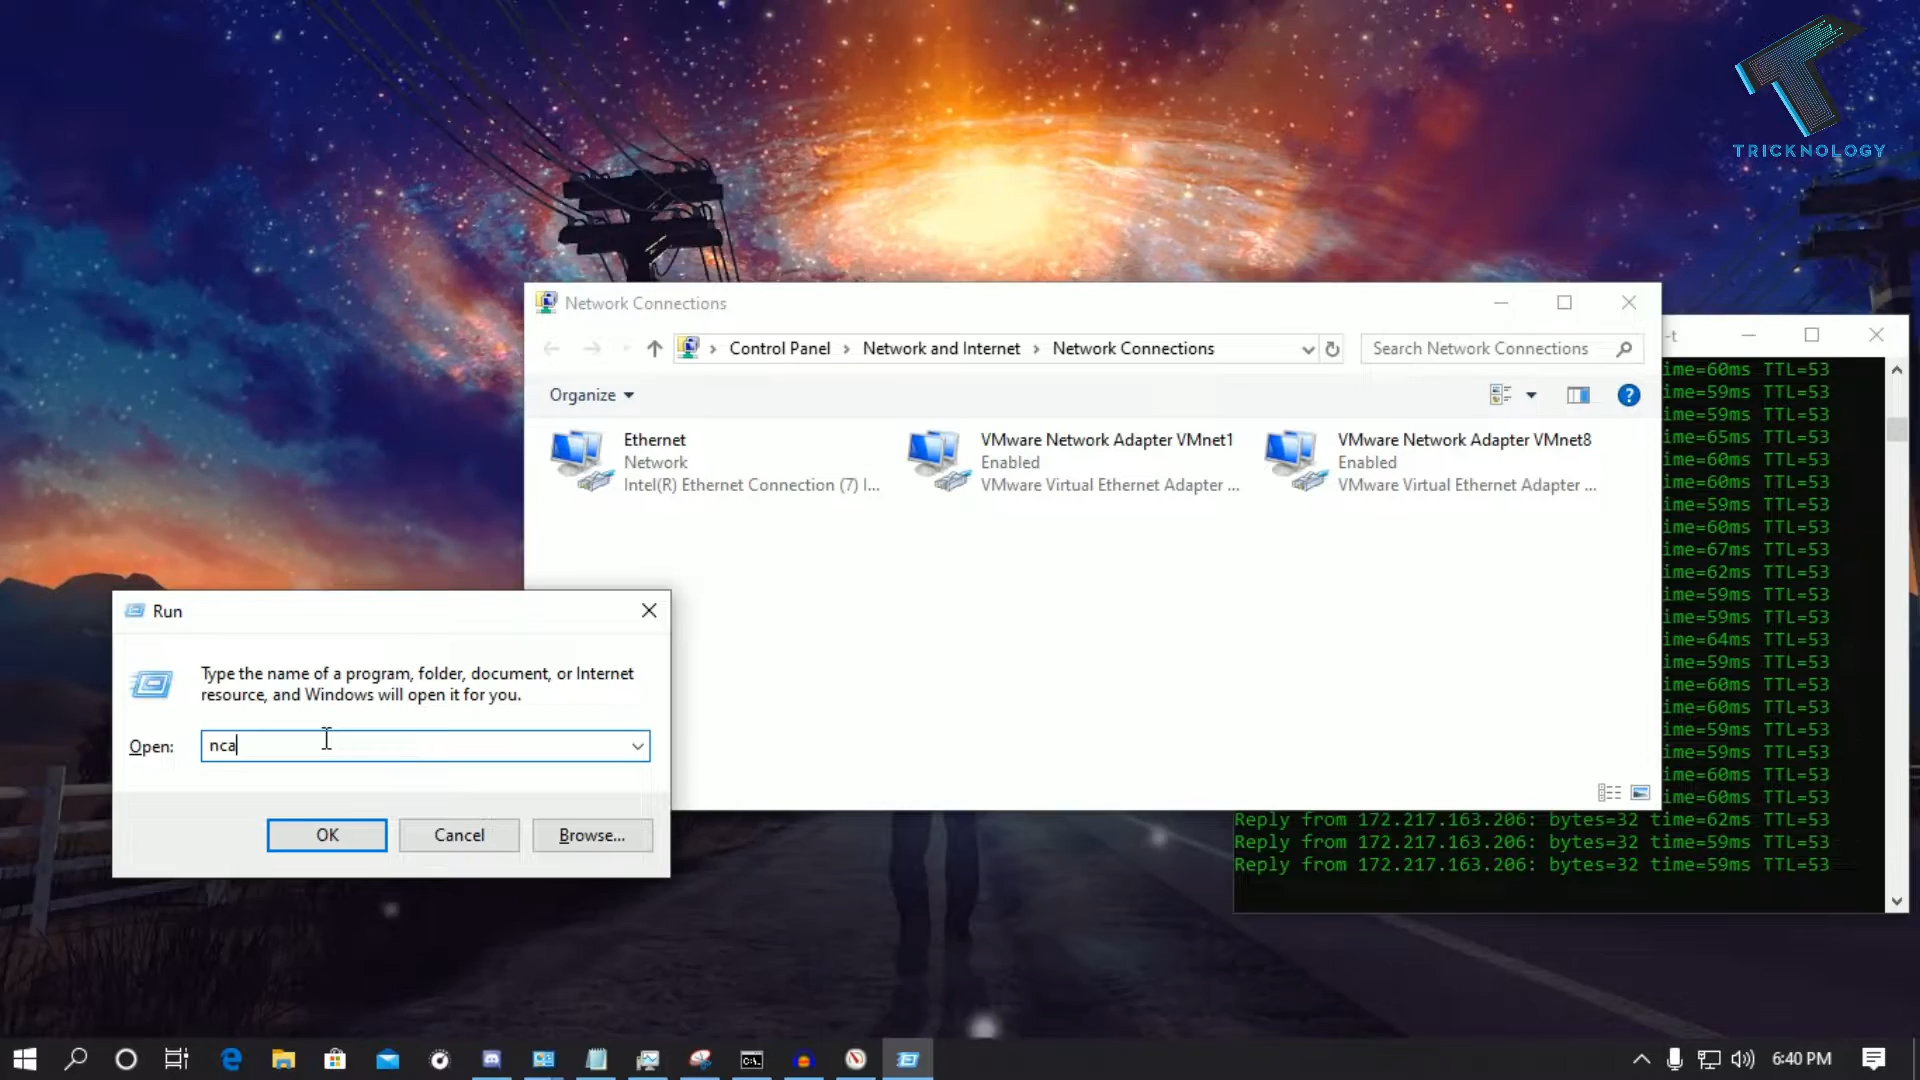 TRICKNOLOGY
Network Connections
Control Panel > Network and Internet > Network Connections
Search Network Connections
Organize
Ethernet
Network
Intel(R) Ethernet Connection (7) I...
VMware Network Adapter VMnet1
Enabled
VMware Virtual Ethernet Adapter ...
VMware Network Adapter VMnet8
Enabled
VMware Virtual Ethernet Adapter ...
-t
ime=60ms TTL=53
ime=59ms TTL=53
ime=59ms TTL=53
ime=65ms TTL=53
ime=60ms TTL=53
ime=60ms TTL=53
ime=59ms TTL=53
ime=60ms TTL=53
ime=67ms TTL=53
ime=62ms TTL=53
ime=59ms TTL=53
ime=59ms TTL=53
ime=64ms TTL=53
ime=59ms TTL=53
ime=60ms TTL=53
ime=60ms TTL=53
ime=59ms TTL=53
ime=59ms TTL=53
ime=60ms TTL=53
ime=60ms TTL=53
Reply from 172.217.163.206: bytes=32 time=62ms TTL=53
Reply from 172.217.163.206: bytes=32 time=59ms TTL=53
Reply from 172.217.163.206: bytes=32 time=59ms TTL=53
Run
Type the name of a program, folder, document, or Internet
resource, and Windows will open it for you.
Open: nca
OK
Cancel
Browse...
6:40 PM